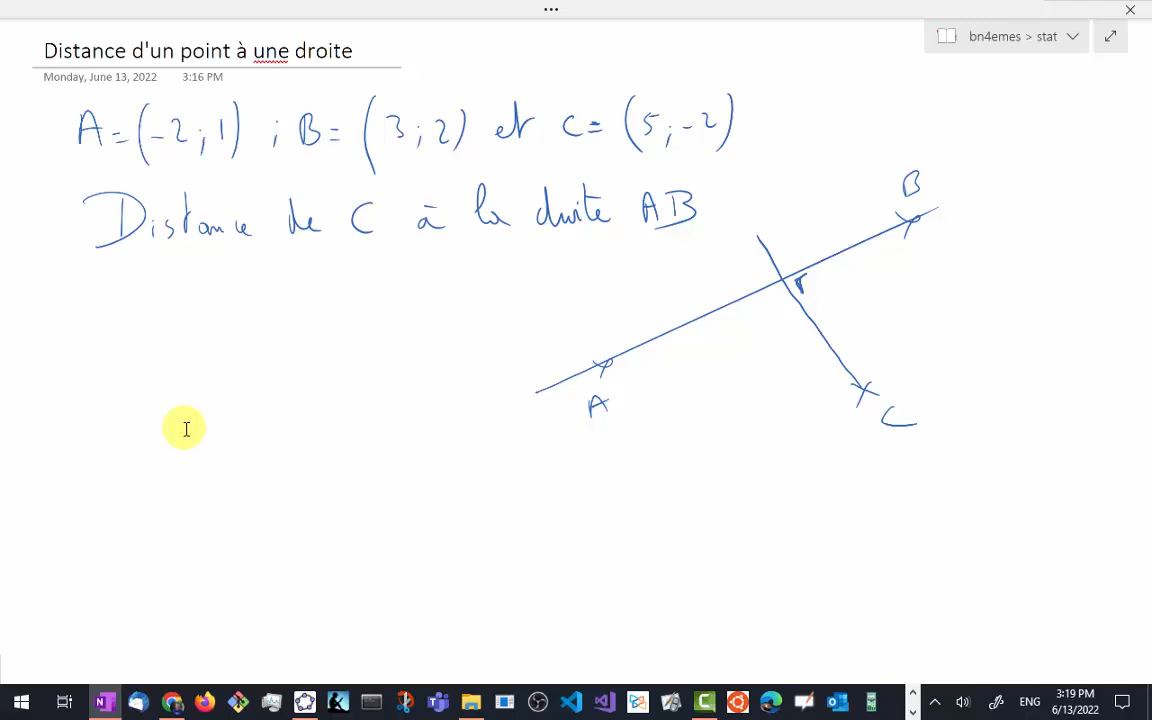 ...
bn4emes > stat
Distance d'un point à une droite
Monday, June 13, 2022 3:16 PM
A=(-2;1) ; B=(3;2) et C=(5;-2)
Distance de C à la droite AB
B
A
C
ENG
3:19 PM
6/13/2022